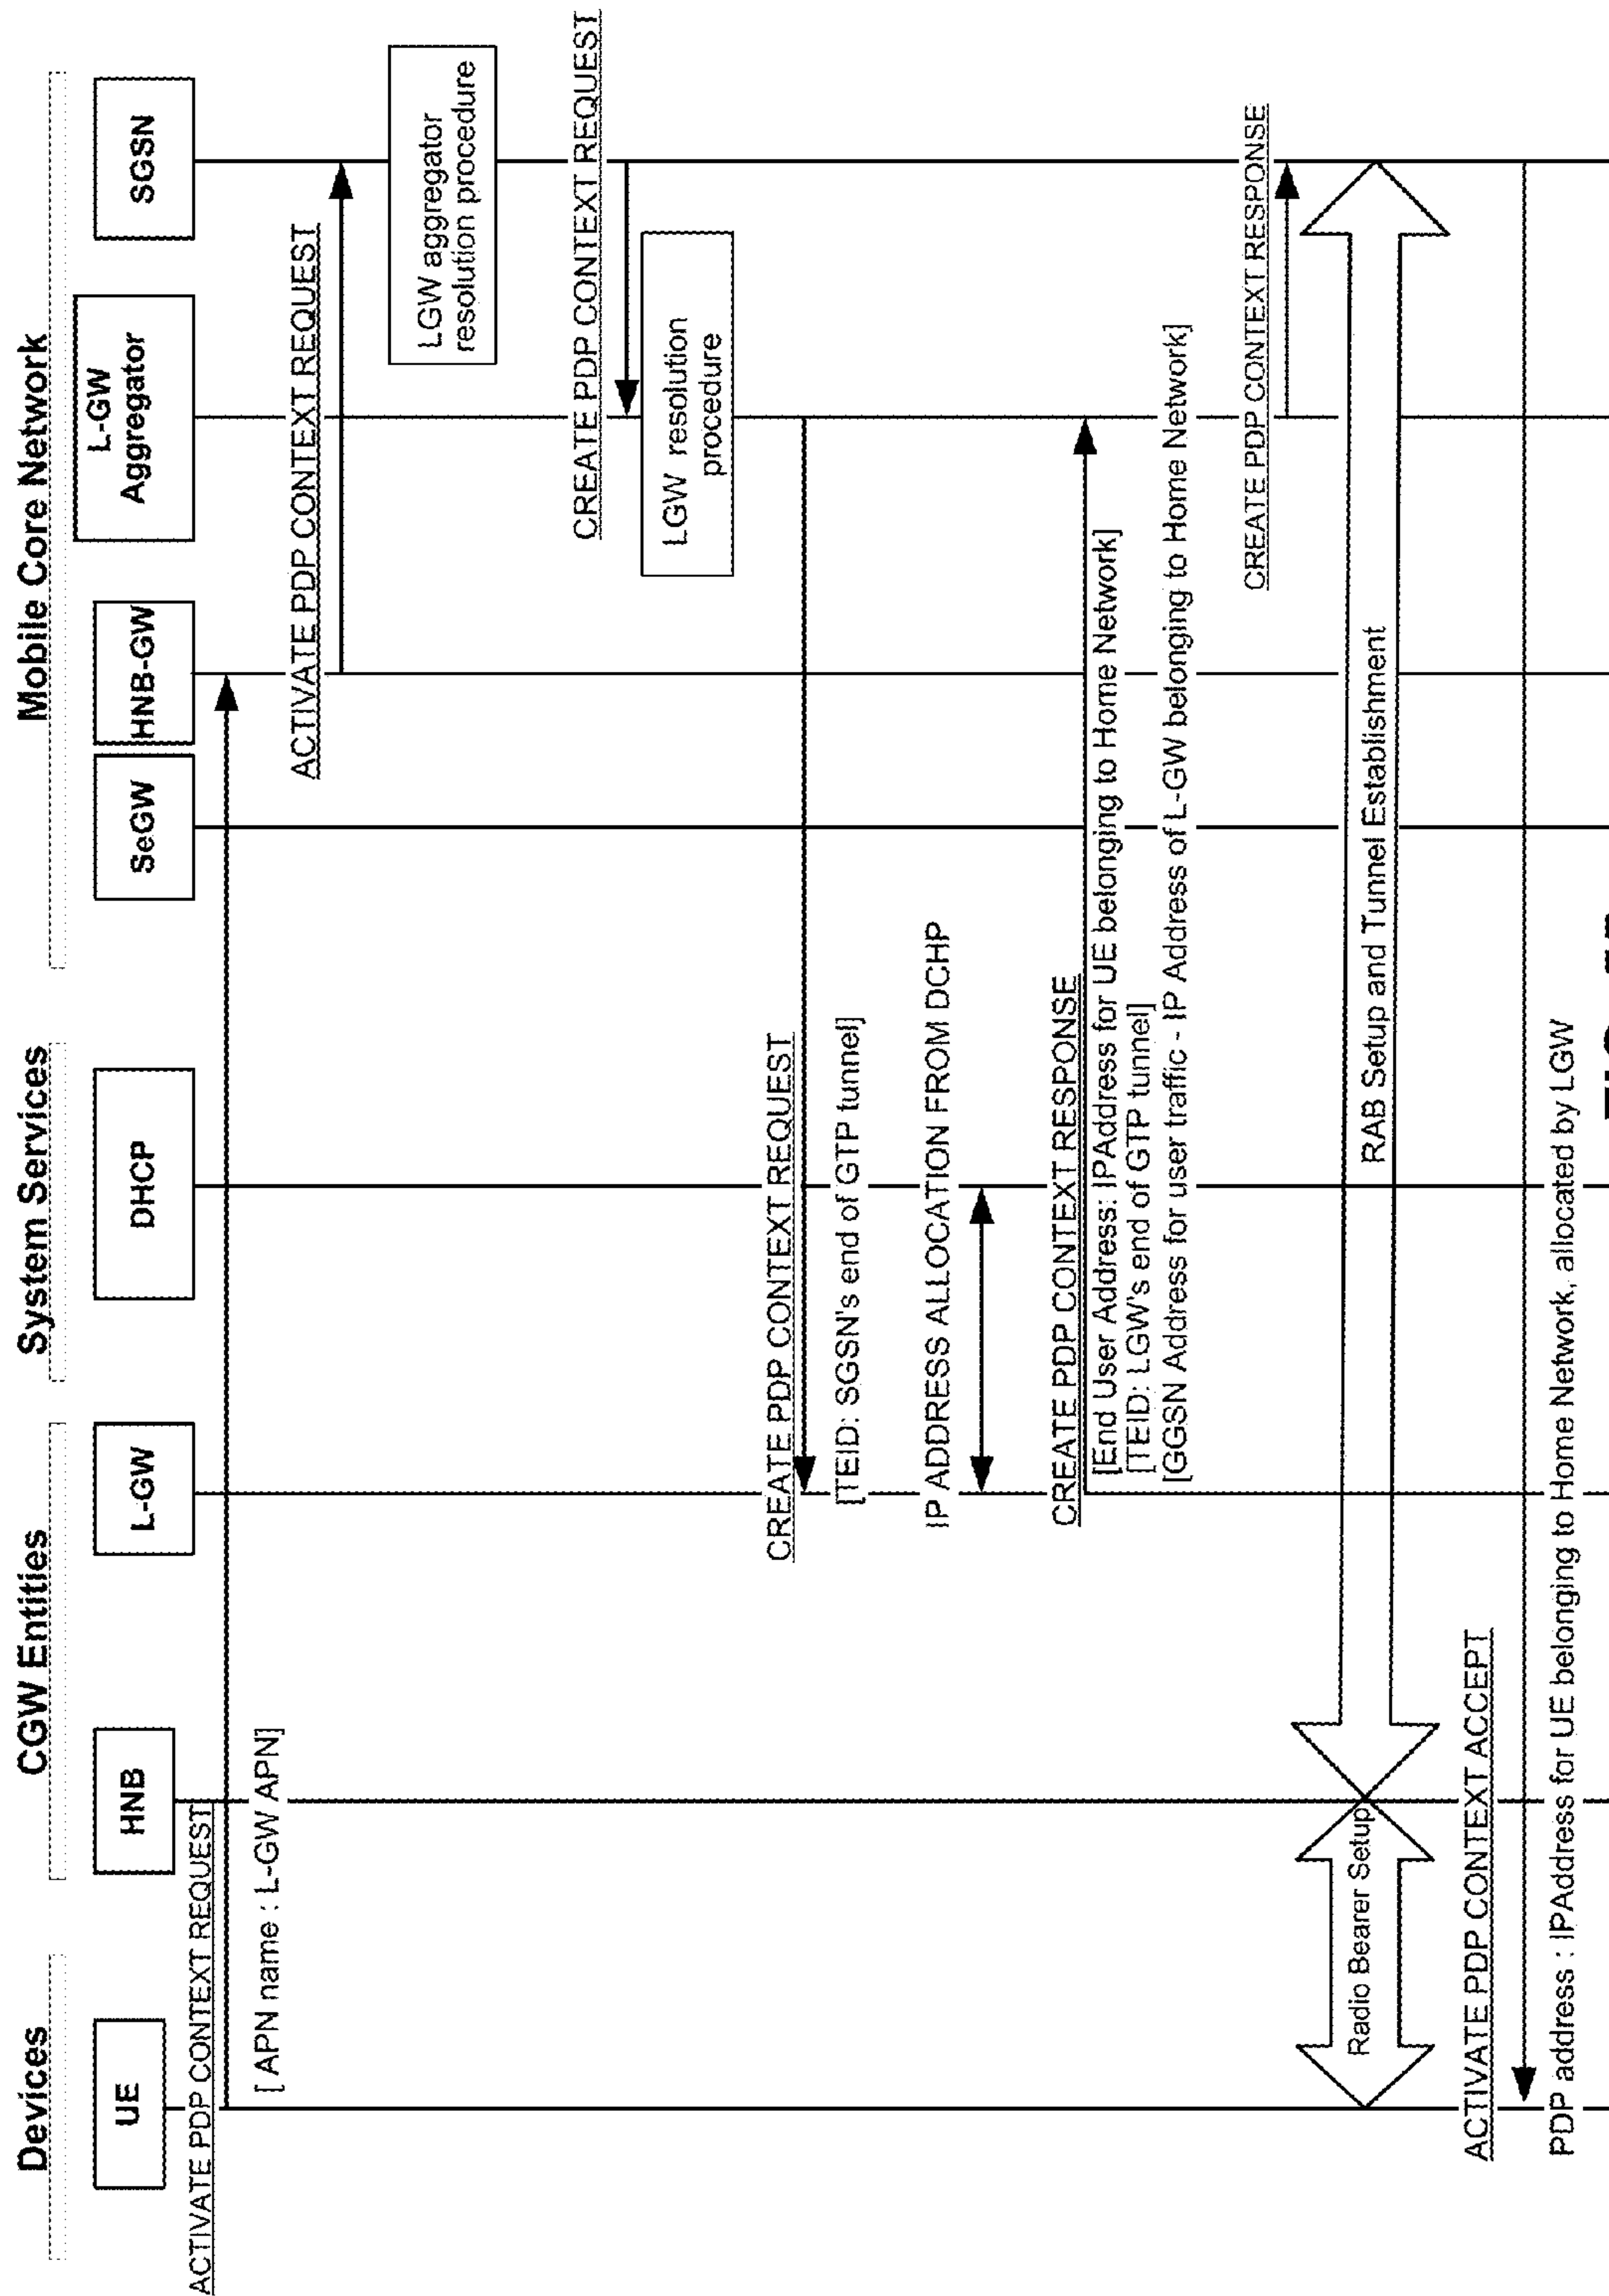 Devices
CGW Entities
System Services
Mobile Core Network
UE
HNB
L-GW
DHCP
SeGW
HNB-GW
L-GW
Aggregator
SGSN
ACTIVATE PDP CONTEXT REQUEST
[ APN name : L-GW APN]
ACTIVATE PDP CONTEXT REQUEST
LGW aggregator
resolution procedure
CREATE PDP CONTEXT REQUEST
LGW resolution
procedure
CREATE PDP CONTEXT REQUEST
[TEID: SGSN's end of GTP tunnel]
IP ADDRESS ALLOCATION FROM DCHP
CREATE PDP CONTEXT RESPONSE
[End User Address: IPAddress for UE belonging to Home Network]
[TEID: LGW's end of GTP tunnel]
[GGSN Address for user traffic - IP Address of L-GW belonging to Home Network]
CREATE PDP CONTEXT RESPONSE
Radio Bearer Setup
RAB Setup and Tunnel Establishment
ACTIVATE PDP CONTEXT ACCEPT
PDP address : IPAddress for UE belonging to Home Network, allocated by LGW